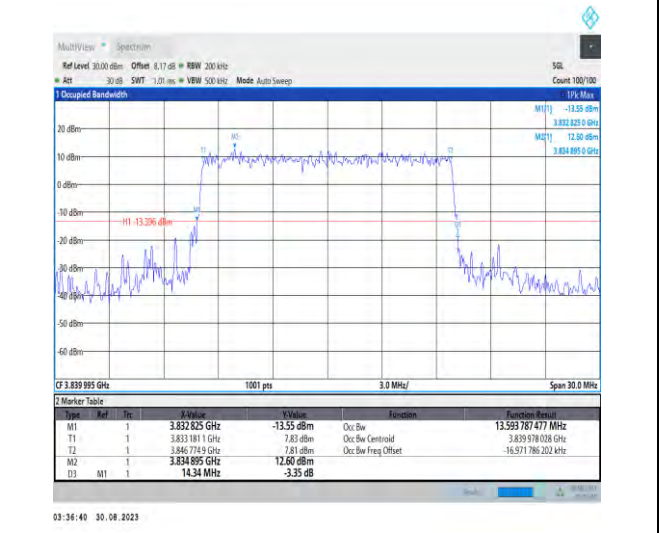 MultiView Spectrum
Ref Level 30.00 dBm Offset 8.17 dB RBW 200 kHz SGL
Att 30 dB SWT 1.01 ms VBW 500 kHz Mode Auto Sweep Count 100/100
1 Occupied Bandwidth 1Pk Max
M1[1] -13.55 dBm
3.832 825 0 GHz
M2[1] 12.60 dBm
3.834 895 0 GHz
20 dBm
T1 M2 T2
10 dBm
0 dBm
-10 dBm
H1 -13.396 dBm
-20 dBm
-30 dBm
-40 dBm
-50 dBm
-60 dBm
CF 3.839 995 GHz 1001 pts 3.0 MHz/ Span 30.0 MHz
2 Marker Table
Type Ref Trc X-Value Y-Value Function Function Result
M1 1 3.832 825 GHz -13.55 dBm Occ Bw 13.593 787 477 MHz
T1 1 3.833 181 1 GHz 7.83 dBm Occ Bw Centroid 3.839 978 028 GHz
T2 1 3.846 774 9 GHz 7.81 dBm Occ Bw Freq Offset -16.971 786 202 kHz
M2 1 3.834 895 GHz 12.60 dBm
D3 M1 1 14.34 MHz -3.35 dB
03:36:40 30.08.2023